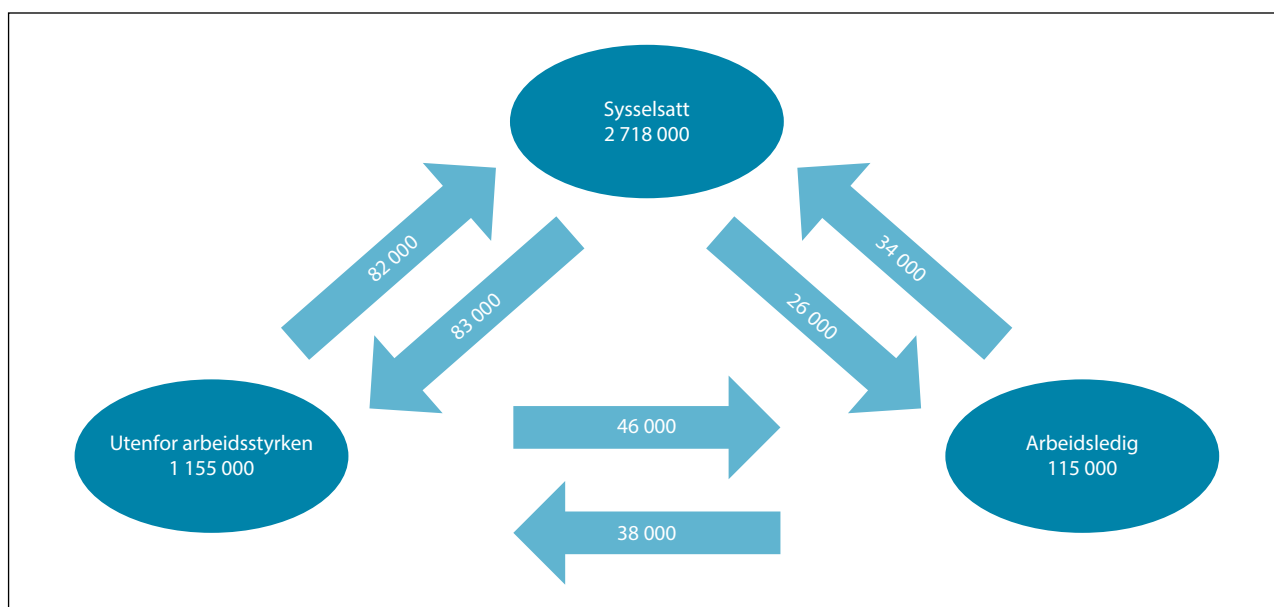 Sysselsatt
2 718 000
82 000
83 000
26 000
34 000
Utenfor arbeidsstyrken
1 155 000
46 000
38 000
Arbeidsledig
115 000